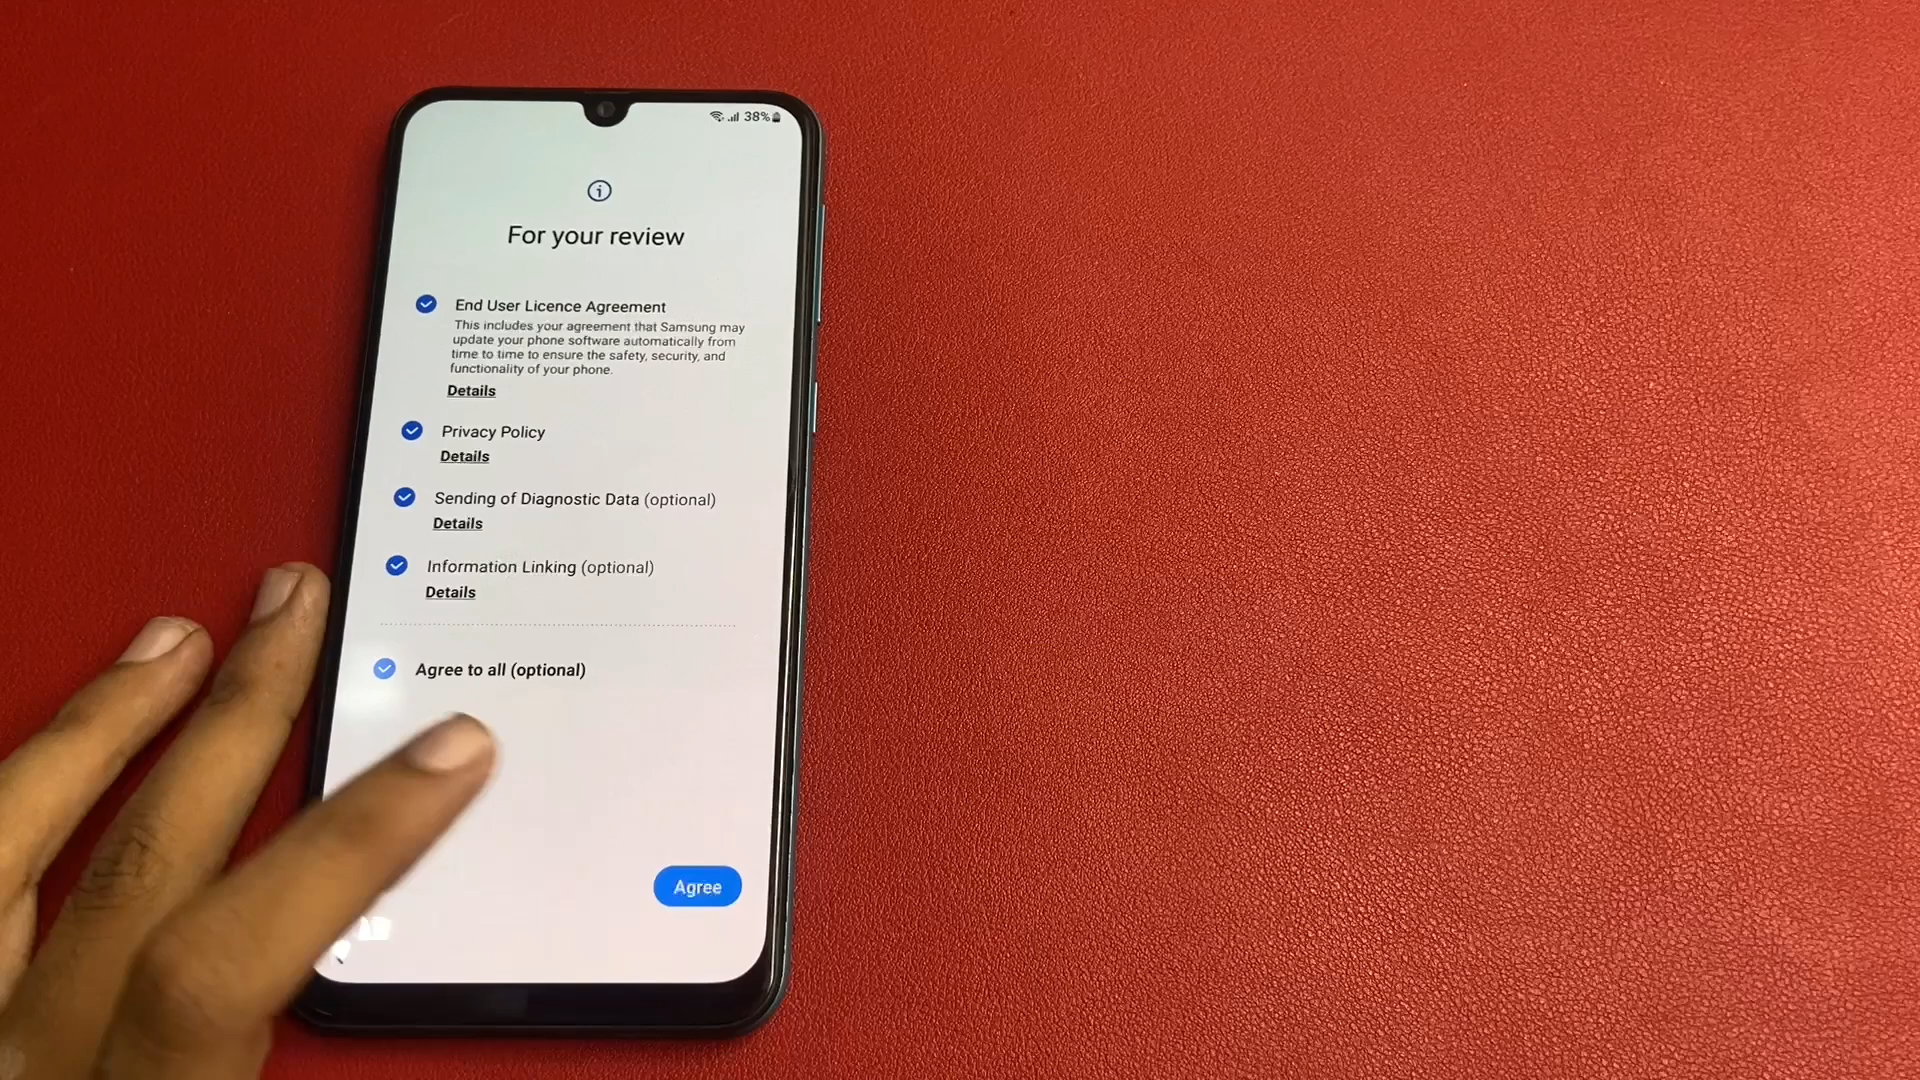 38%
For your review
End User Licence Agreement
This includes your agreement that Samsung may
update your phone software automatically from
time to time to ensure the safety, security, and
functionality of your phone.
Details
Privacy Policy
Details
Sending of Diagnostic Data (optional)
Details
Information Linking (optional)
Details
Agree to all (optional)
Agree